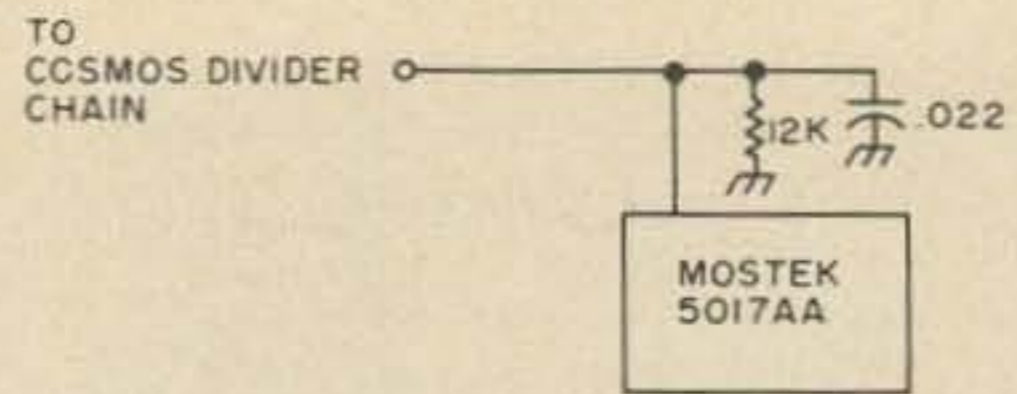 TO
CCSMOS DIVIDER
CHAIN
12K
.022
MOSTEK
5017AA